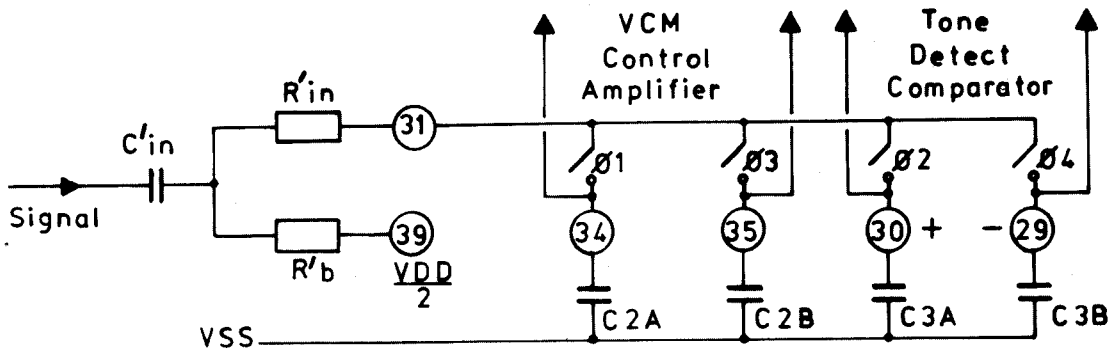 VCM
Control
Amplifier
Tone
Detect
Comparator
R'in
31
C'in
Ø1
Ø3
Ø2
Ø4
Signal
39
34
35
30 + - 29
R'b
VDD
2
C2A
C2B
C3A
C3B
VSS